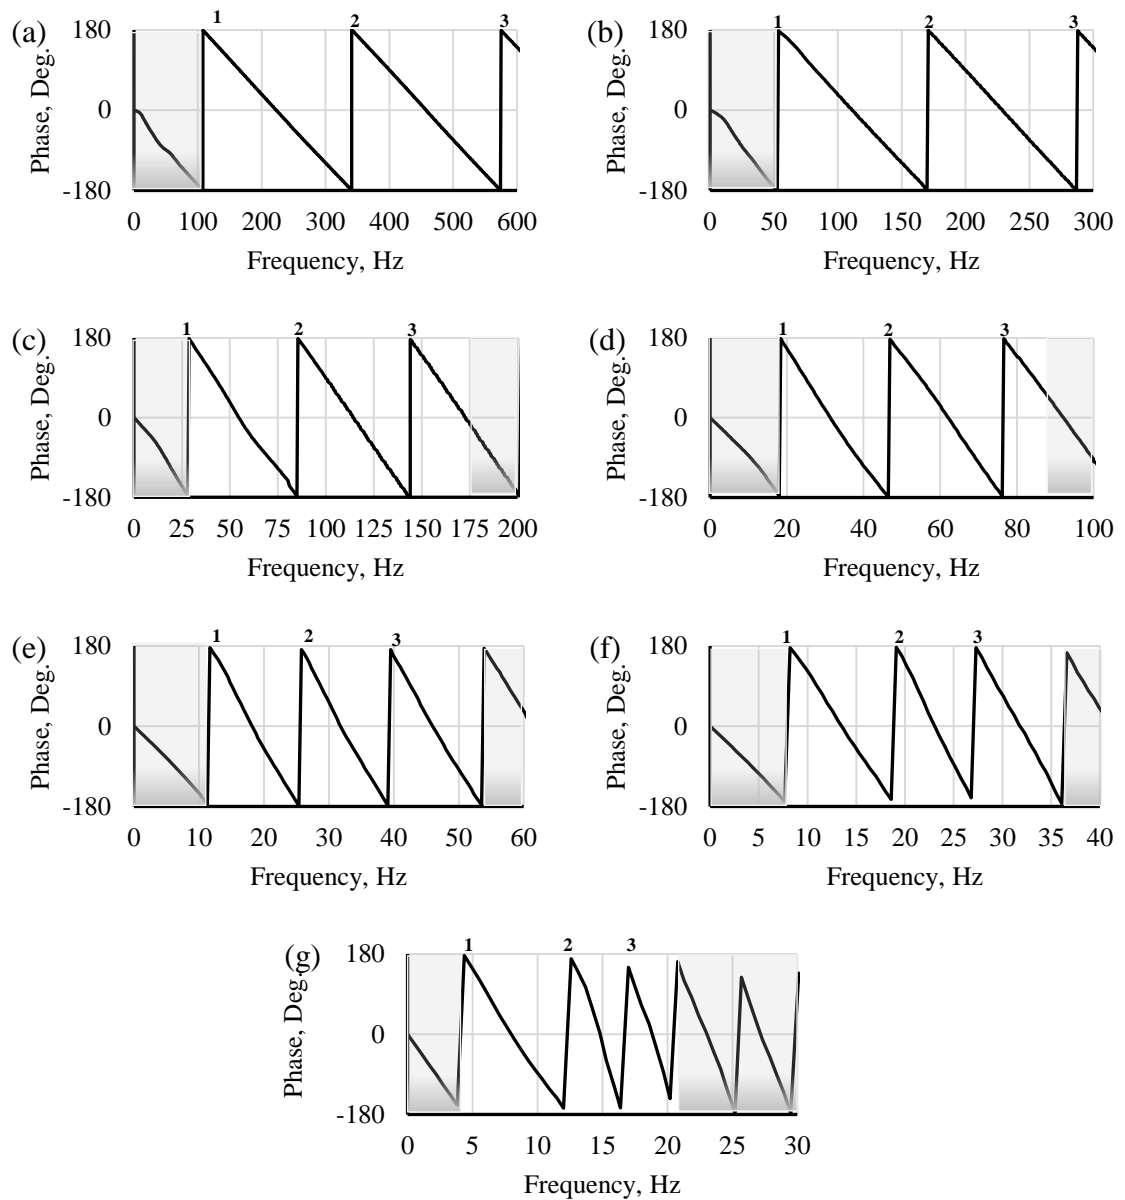 (a) 180 1 2 3
0
-180
Phase, Deg.
0 100 200 300 400 500 600
Frequency, Hz
(b) 180 1 2 3
0
-180
Phase, Deg.
0 50 100 150 200 250 300
Frequency, Hz
(c) 180 1 2 3
0
-180
Phase, Deg.
0 25 50 75 100 125 150 175 200
Frequency, Hz
(d) 180 1 2 3
0
-180
Phase, Deg.
0 20 40 60 80 100
Frequency, Hz
(e) 180 1 2 3
0
-180
Phase, Deg.
0 10 20 30 40 50 60
Frequency, Hz
(f) 180 1 2 3
0
-180
Phase, Deg.
0 5 10 15 20 25 30 35 40
Frequency, Hz
(g) 180 1 2 3
0
-180
Phase, Deg.
0 5 10 15 20 25 30
Frequency, Hz